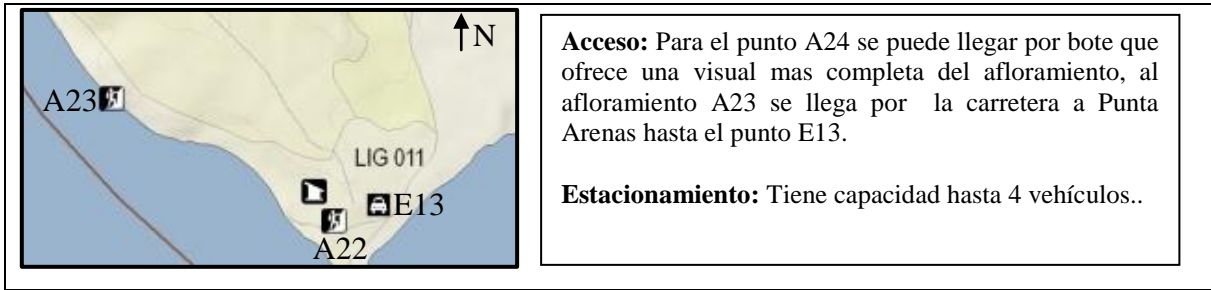 N
A23
LIG 011
E13
A22
Acceso: Para el punto A24 se puede llegar por bote que
ofrece una visual mas completa del afloramiento, al
afloramiento A23 se llega por la carretera a Punta
Arenas hasta el punto E13.
Estacionamiento: Tiene capacidad hasta 4 vehículos..